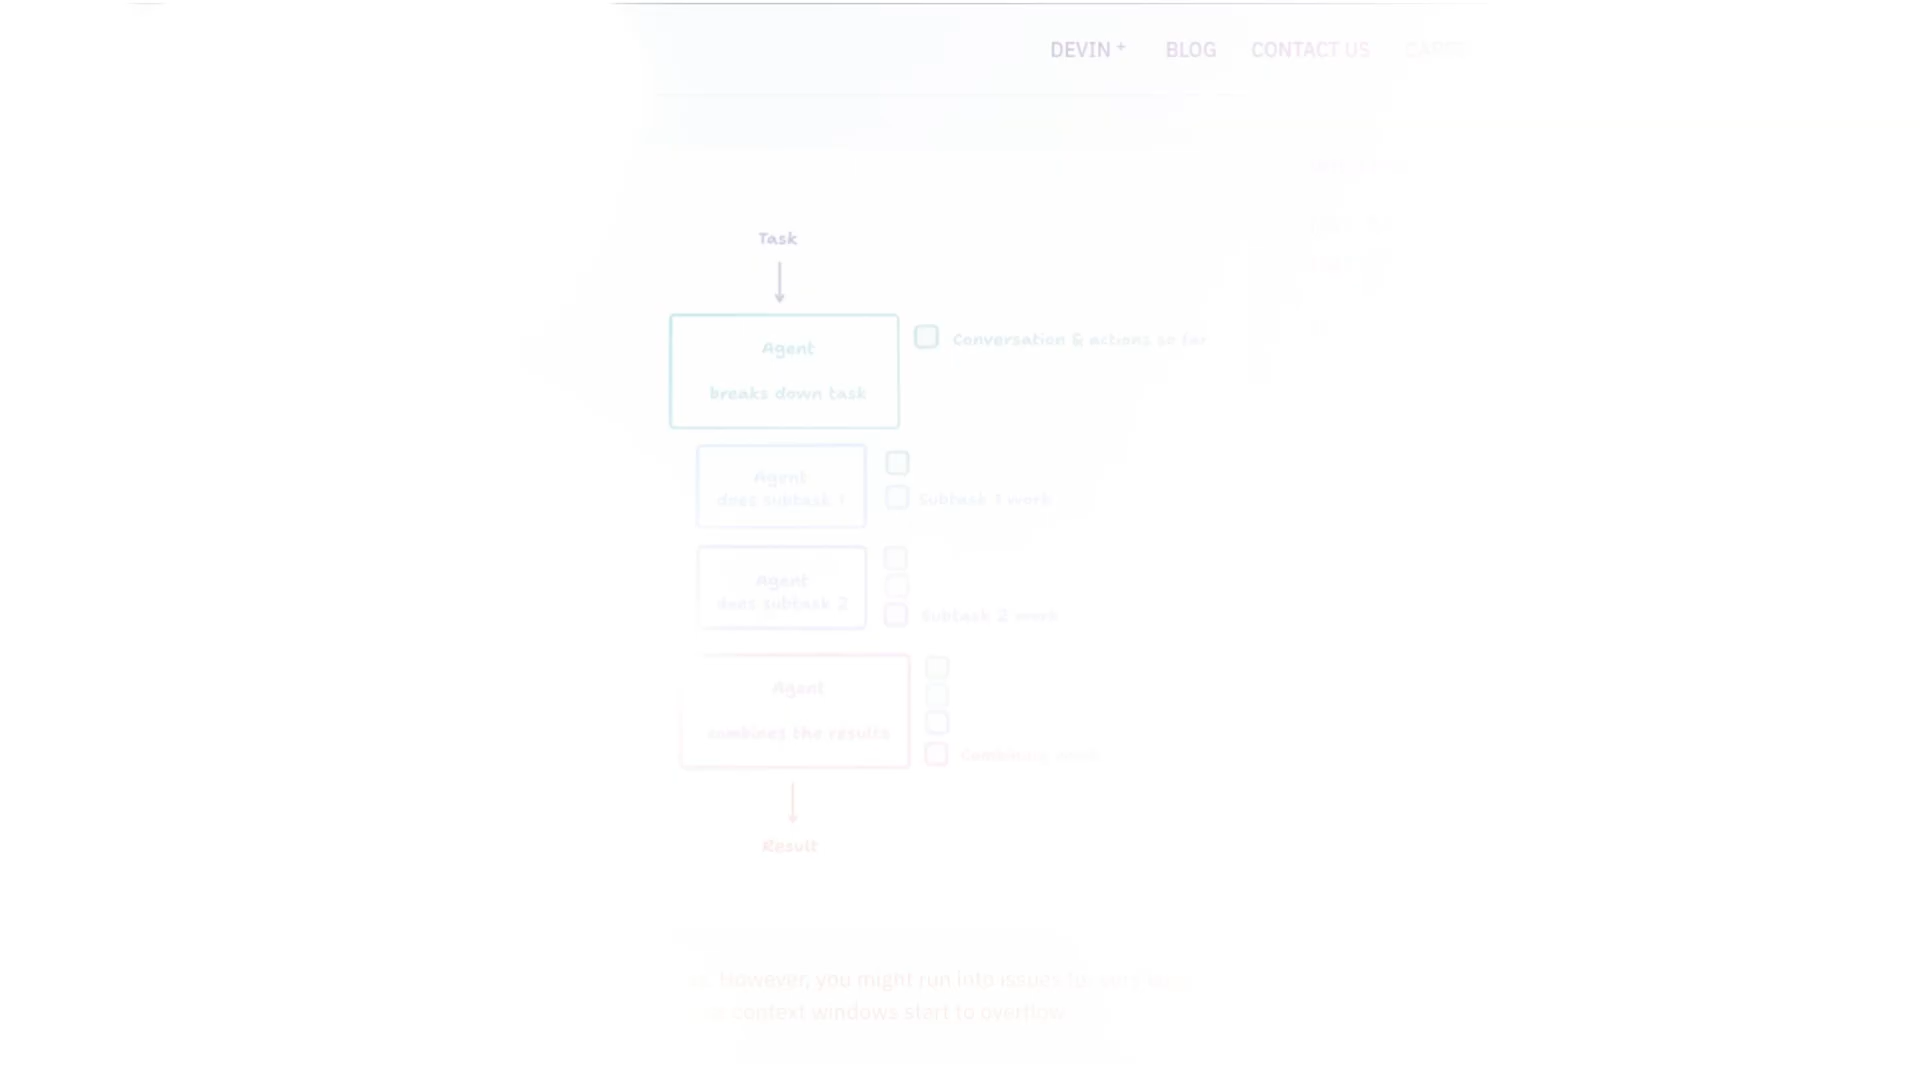 DEVIN + BLOG CONTACT US
Task
Agent
breaks down task
Conversation & actions so far
Agent
does subtask 1
Subtask 1 work
Agent
does subtask 2
Subtask 2 work
Agent
combines the results
Combining work
Result
However, you might run into issues for very
context windows start to overflow